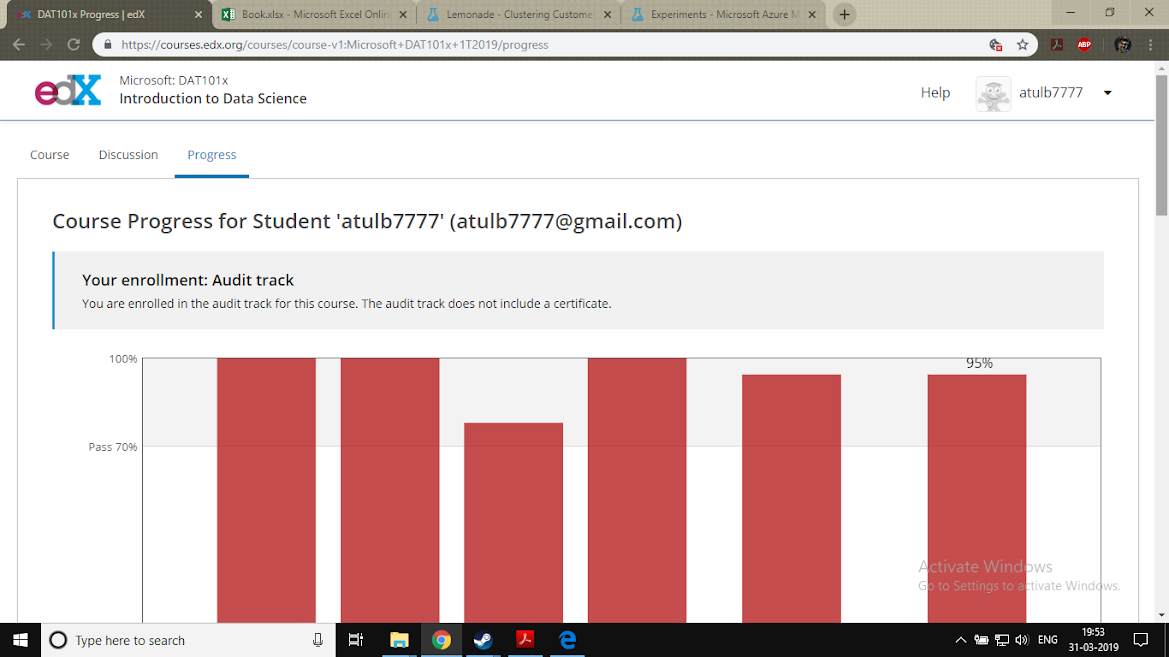 DAT101x Progress | edX
Book.xlsx - Microsoft Excel Onlin
Lemonade - Clustering Custome
Experiments - Microsoft Azure M
https://courses.edx.org/courses/course-v1:Microsoft+DAT101x+1T2019/progress
ABP
edX
Microsoft: DAT101x
Introduction to Data Science
Help
atulb7777
Course
Discussion
Progress
Course Progress for Student 'atulb7777' (atulb7777@gmail.com)
Your enrollment: Audit track
You are enrolled in the audit track for this course. The audit track does not include a certificate.
100%
95%
Pass 70%
Activate Windows
Go to Settings to activate Windows.
Type here to search
ENG
19:53
31-03-2019